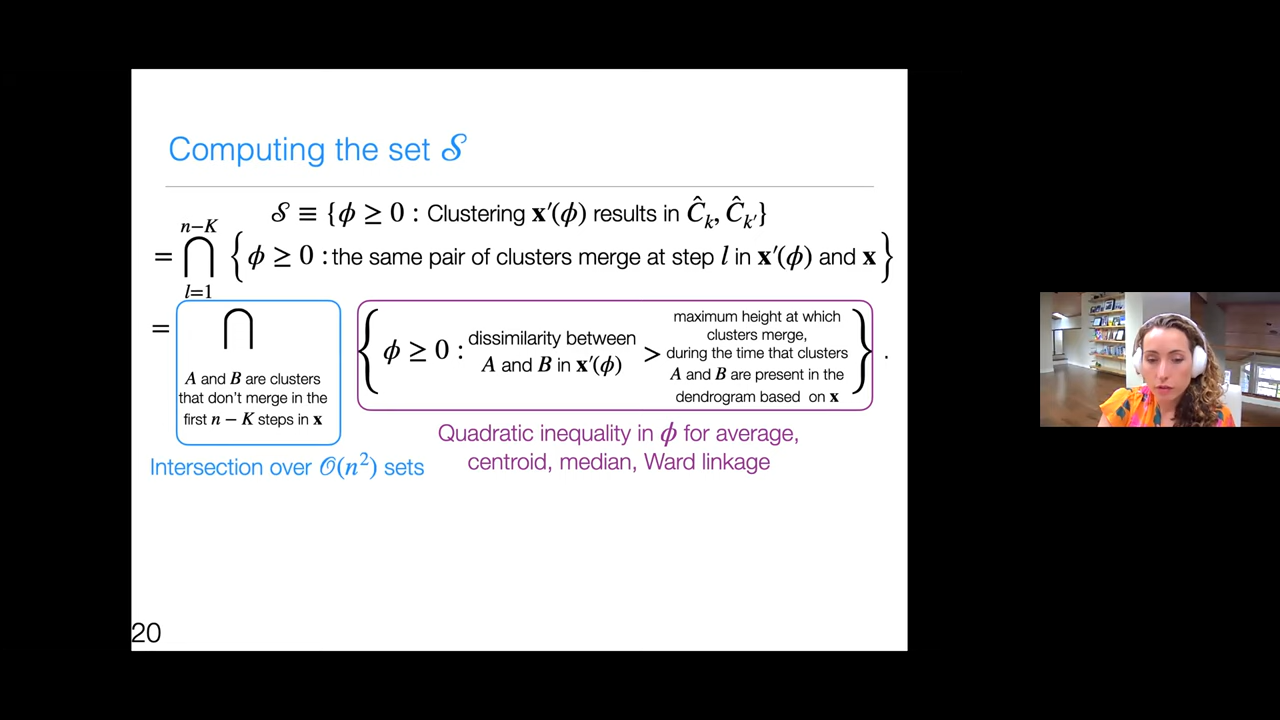 Computing the set 𝒮
𝒮 ≡ {ϕ ≥ 0 : Clustering x′(ϕ) results in Ĉ_k, Ĉ_k′}
= ⋂_{l=1}^{n−K} {ϕ ≥ 0 : the same pair of clusters merge at step l in x′(ϕ) and x}
= ⋂
A and B are clusters
that don't merge in the
first n − K steps in x
{ϕ ≥ 0 :
dissimilarity between
A and B in x′(ϕ)
>
maximum height at which
clusters merge,
during the time that clusters
A and B are present in the
dendrogram based on x
} .
Quadratic inequality in ϕ for average,
centroid, median, Ward linkage
Intersection over 𝒪(n²) sets
20